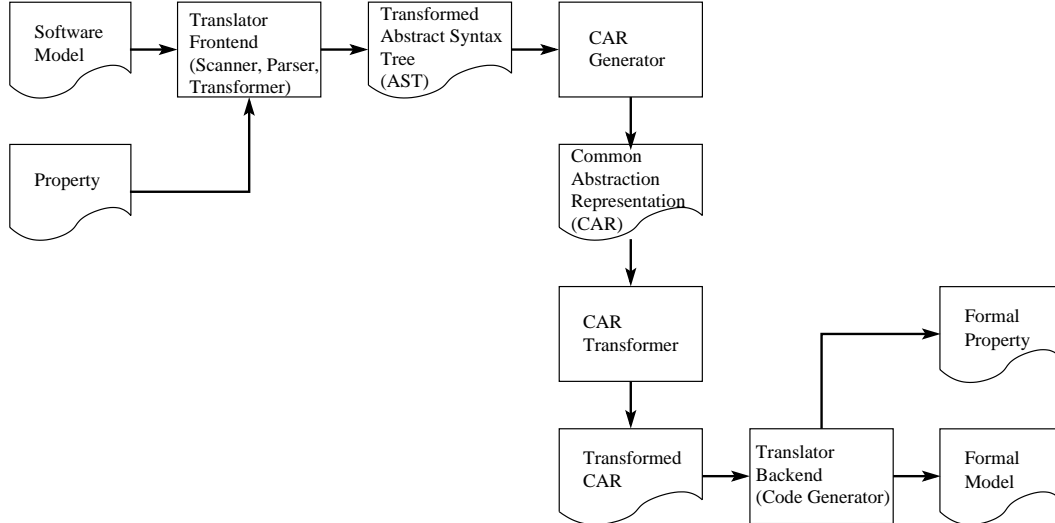 Software
Model
Translator
Frontend
(Scanner, Parser,
Transformer)
Transformed
Abstract Syntax
Tree
(AST)
CAR
Generator
Property
Common
Abstraction
Representation
(CAR)
CAR
Transformer
Formal
Property
Transformed
CAR
Translator
Backend
(Code Generator)
Formal
Model